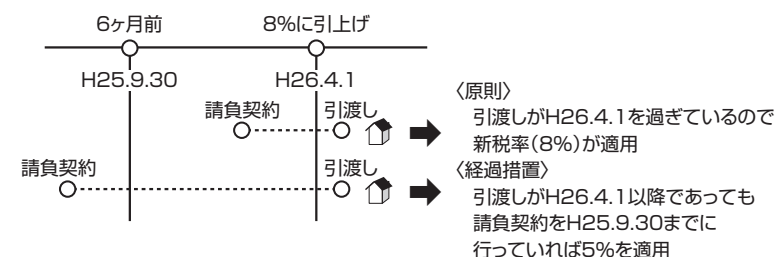 6ヶ月前
8%に引上げ
H25.9.30
H26.4.1
請負契約
引渡し
〈原則〉
引渡しがH26.4.1を過ぎているので
新税率(8%)が適用
請負契約
引渡し
〈経過措置〉
引渡しがH26.4.1以降であっても
請負契約をH25.9.30までに
行っていれば5%を適用